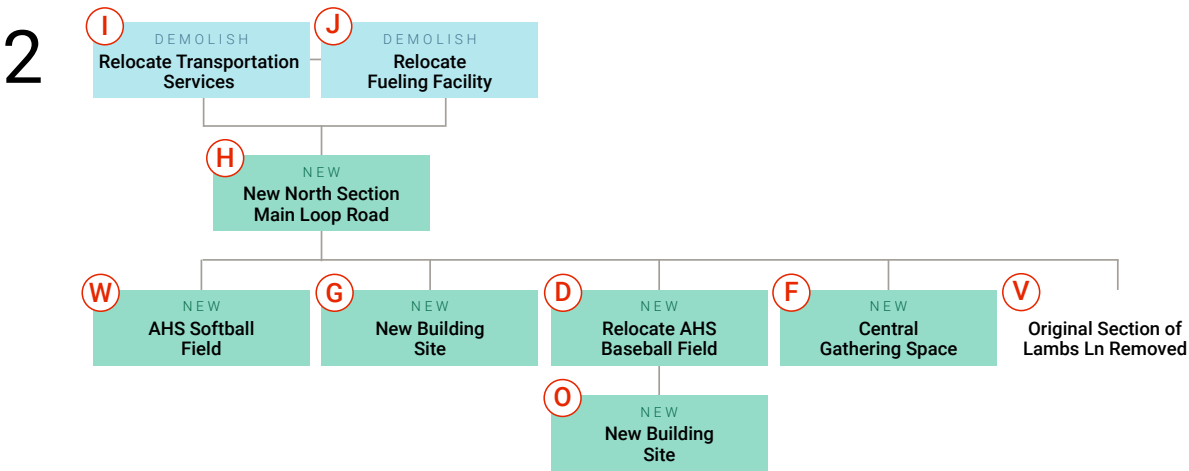 2
I
DEMOLISH
Relocate Transportation
Services
J
DEMOLISH
Relocate
Fueling Facility
H
NEW
New North Section
Main Loop Road
W
NEW
AHS Softball
Field
G
NEW
New Building
Site
D
NEW
Relocate AHS
Baseball Field
F
NEW
Central
Gathering Space
V
Original Section of
Lambs Ln Removed
O
NEW
New Building
Site